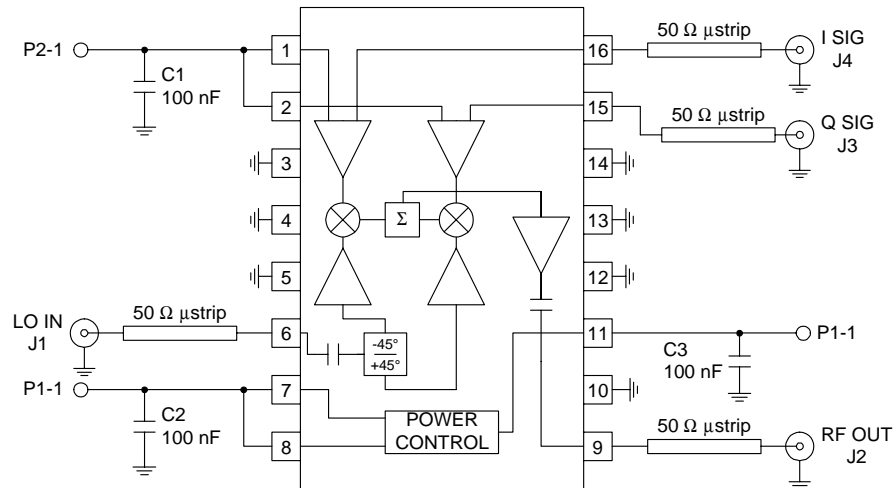 P2-1
C1
100 nF
1
2
3
4
5
6
7
8
16
15
14
13
12
11
10
9
50 Ω µstrip
I SIG
J4
50 Ω µstrip
Q SIG
J3
Σ
LO IN
J1
50 Ω µstrip
-45°
+45°
P1-1
C2
100 nF
POWER
CONTROL
P1-1
C3
100 nF
50 Ω µstrip
RF OUT
J2